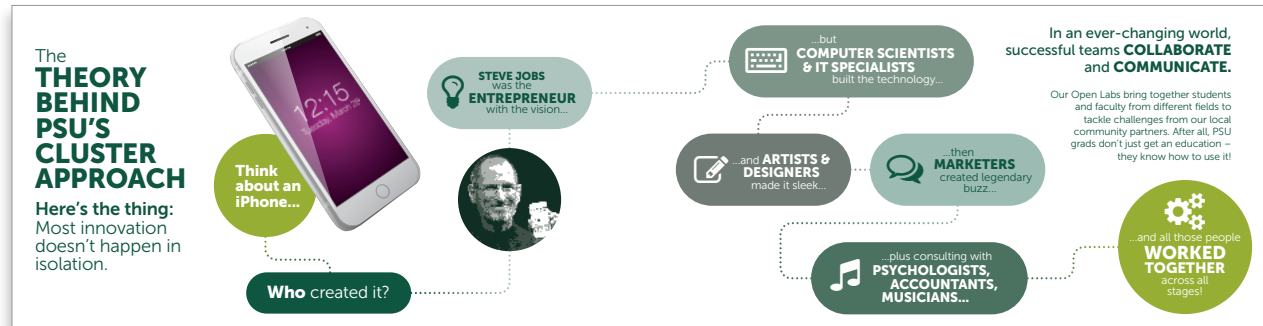 The
THEORY
BEHIND
PSU'S
CLUSTER
APPROACH
Here's the thing:
Most innovation
doesn't happen in
isolation.
12:15
Tuesday, March 28
Think
about an
iPhone...
Who created it?
STEVE JOBS
was the
ENTREPRENEUR
with the vision...
...but
COMPUTER SCIENTISTS
& IT SPECIALISTS
built the technology...
...and ARTISTS &
DESIGNERS
made it sleek...
...then
MARKETERS
created legendary
buzz...
...plus consulting with
PSYCHOLOGISTS,
ACCOUNTANTS,
MUSICIANS...
...and all those people
WORKED
TOGETHER
across all
stages!
In an ever-changing world,
successful teams COLLABORATE
and COMMUNICATE.
Our Open Labs bring together students
and faculty from different fields to
tackle challenges from our local
community partners. After all, PSU
grads don't just get an education –
they know how to use it!